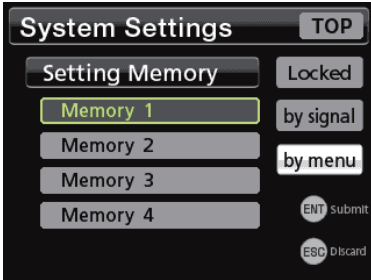 System Settings TOP
Setting Memory Locked
Memory 1 by signal
Memory 2 by menu
Memory 3
Memory 4 ENT Submit
ESC Discard